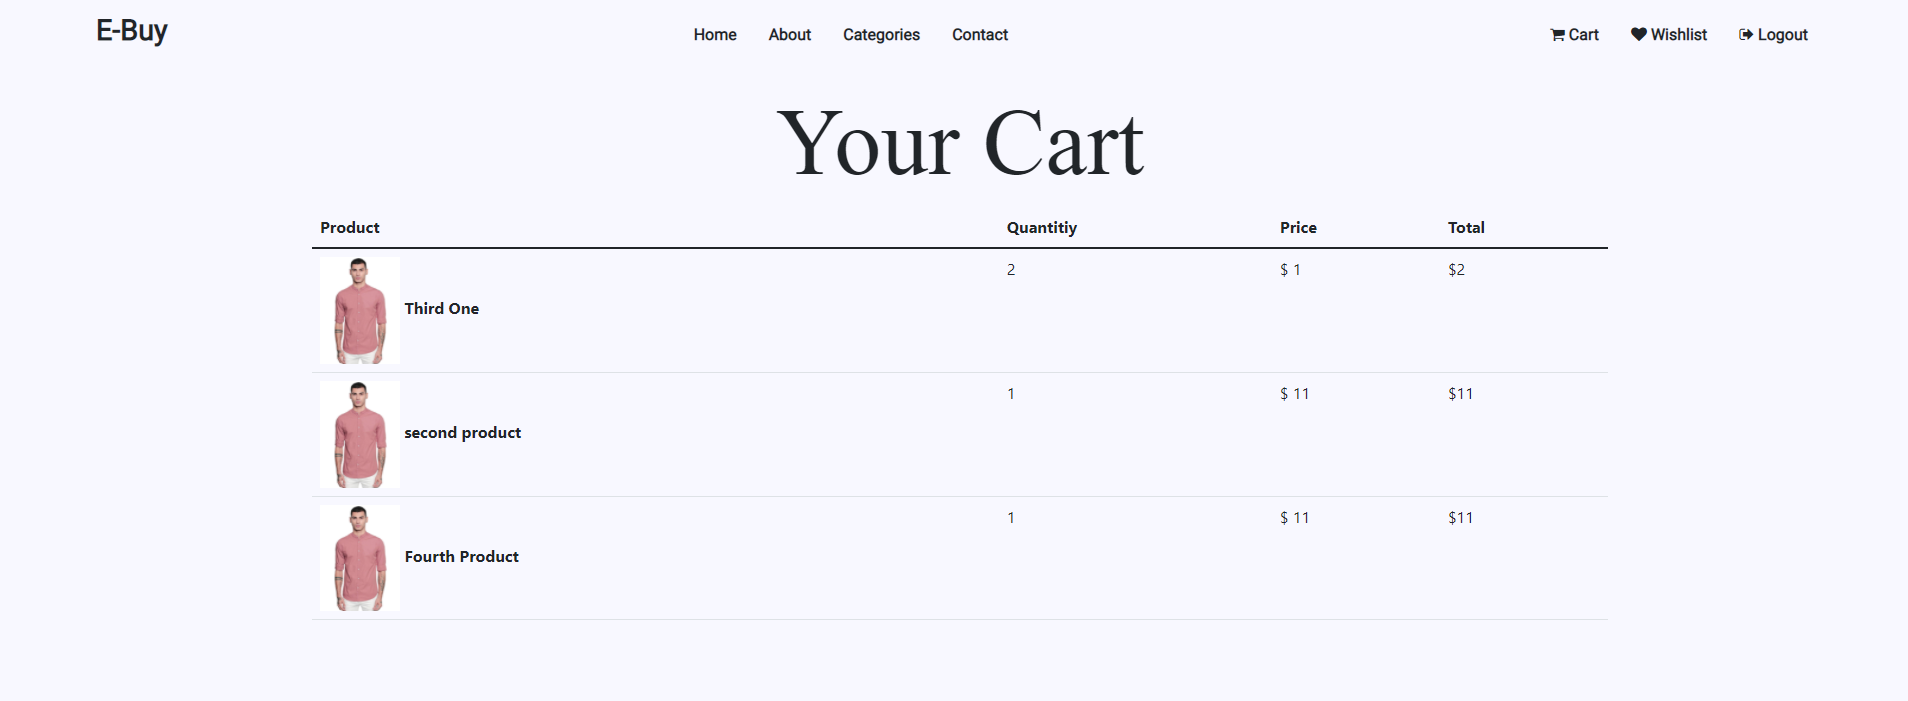 E-Buy Home About Categories Contact Cart Wishlist Logout
Your Cart
Product Quantitiy Price Total
Third One 2 $ 1 $2
second product 1 $ 11 $11
Fourth Product 1 $ 11 $11